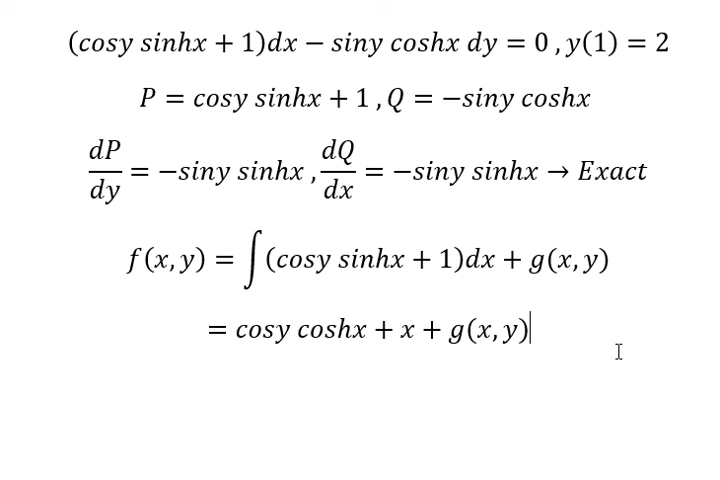 (cosy sinhx + 1)dx − siny coshx dy = 0 , y(1) = 2
P = cosy sinhx + 1 , Q = −siny coshx
dP/dy = −siny sinhx , dQ/dx = −siny sinhx → Exact
f(x, y) = ∫(cosy sinhx + 1)dx + g(x, y)
= cosy coshx + x + g(x, y)